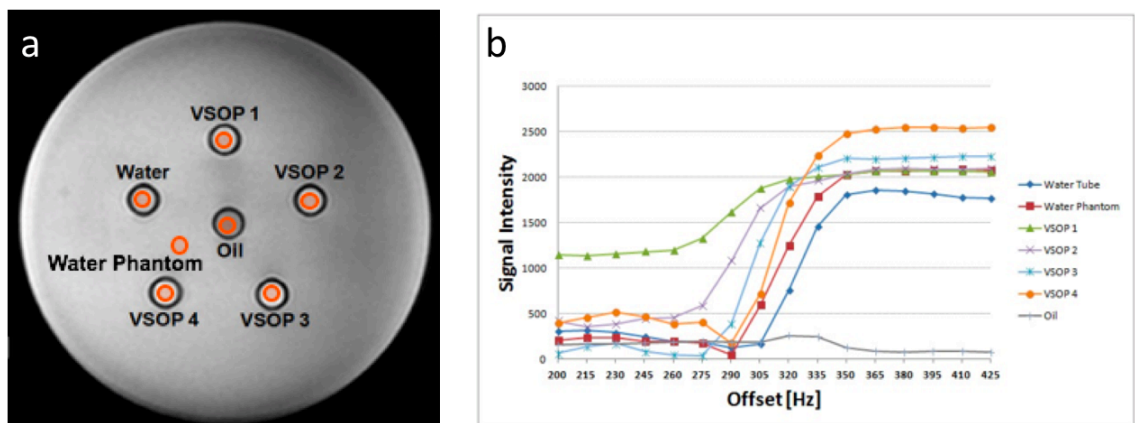 a
VSOP 1
Water
VSOP 2
Oil
Water Phantom
VSOP 4
VSOP 3
b
Signal Intensity
3000
2500
2000
1500
1000
500
0
200 215 230 245 260 275 290 305 320 335 350 365 380 395 410 425
Offset [Hz]
Water Tube
Water Phantom
VSOP 1
VSOP 2
VSOP 3
VSOP 4
Oil